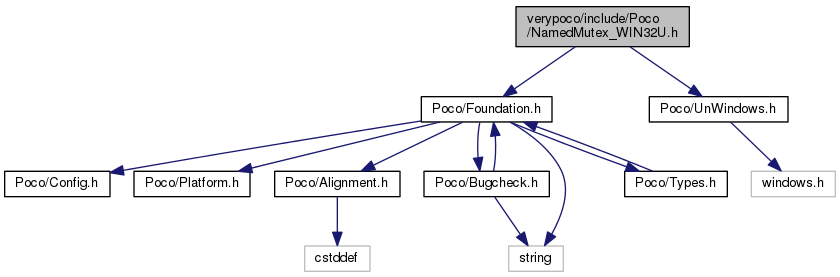 verypoco/include/Poco
/NamedMutex_WIN32U.h
Poco/Foundation.h
Poco/UnWindows.h
Poco/Config.h
Poco/Platform.h
Poco/Alignment.h
Poco/Bugcheck.h
Poco/Types.h
windows.h
cstddef
string